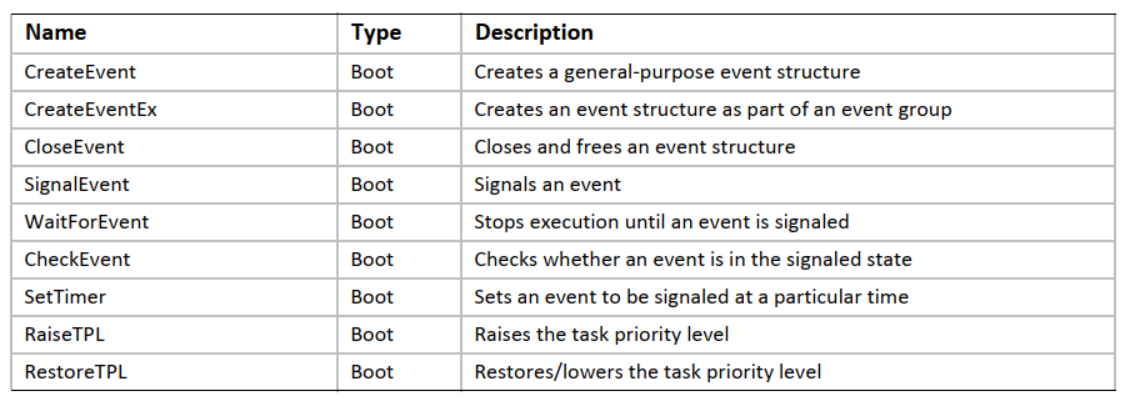 Name Type Description
CreateEvent Boot Creates a general-purpose event structure
CreateEventEx Boot Creates an event structure as part of an event group
CloseEvent Boot Closes and frees an event structure
SignalEvent Boot Signals an event
WaitForEvent Boot Stops execution until an event is signaled
CheckEvent Boot Checks whether an event is in the signaled state
SetTimer Boot Sets an event to be signaled at a particular time
RaiseTPL Boot Raises the task priority level
RestoreTPL Boot Restores/lowers the task priority level